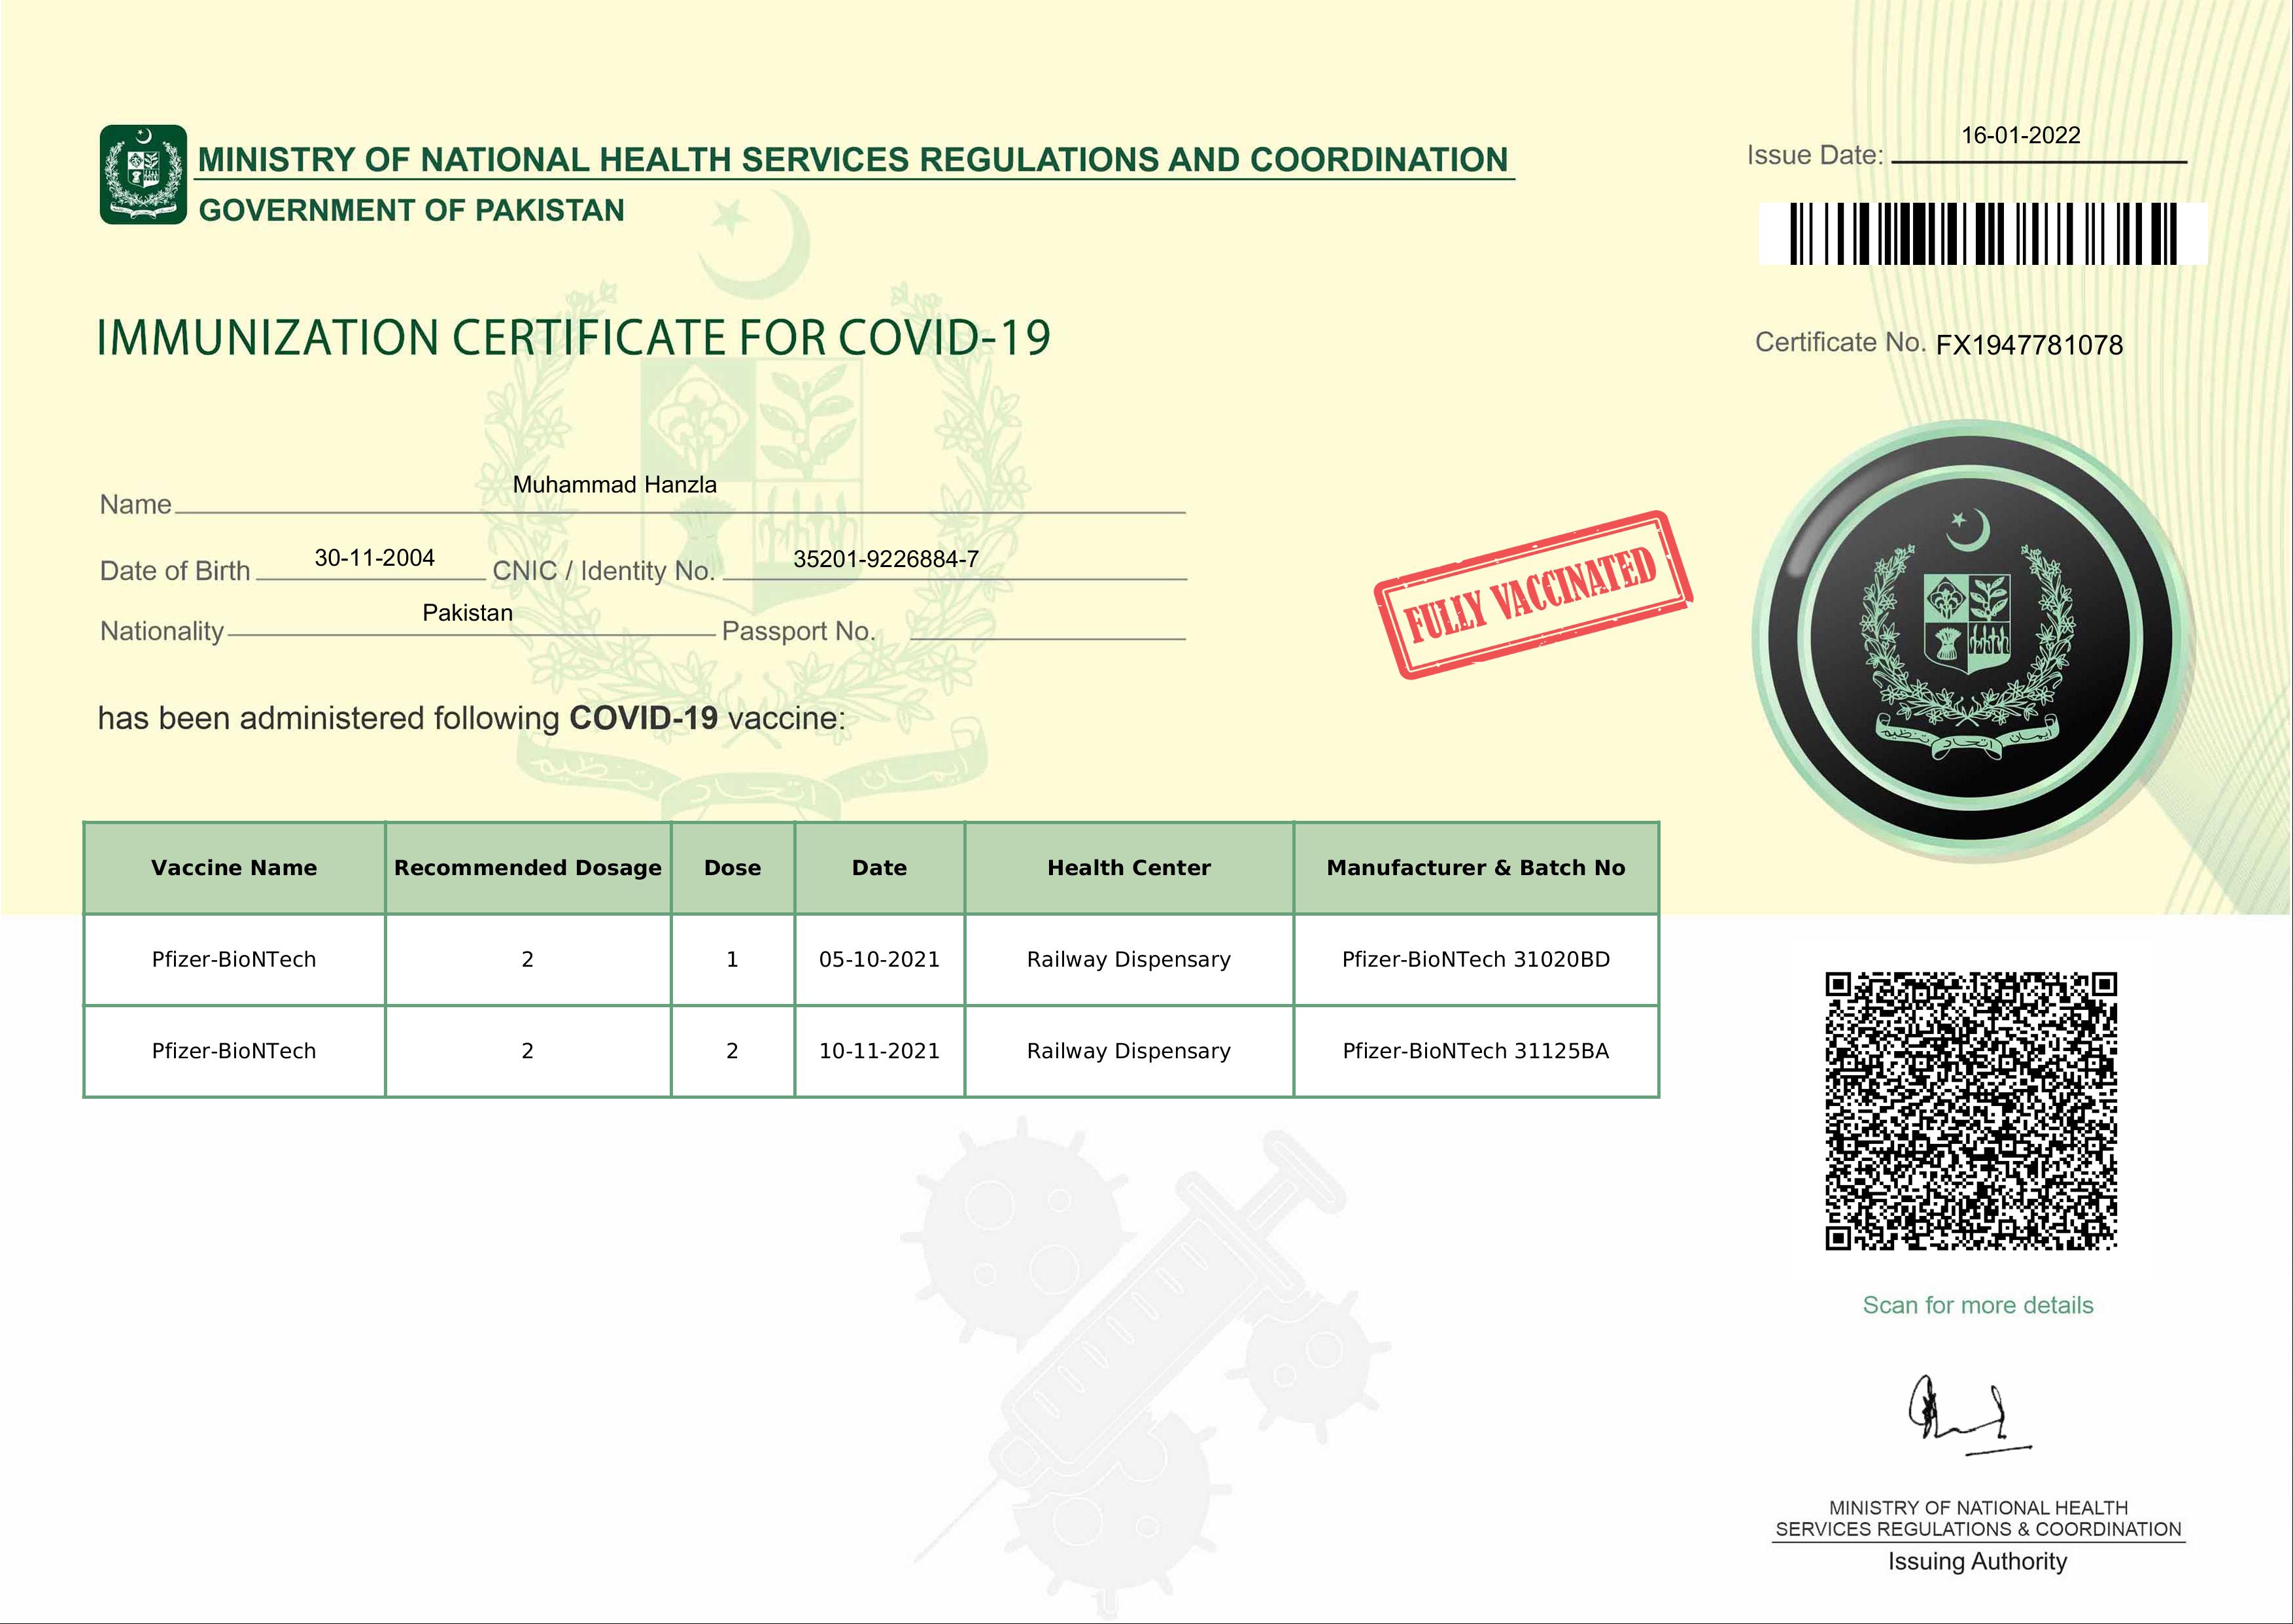 MINISTRY OF NATIONAL HEALTH SERVICES REGULATIONS AND COORDINATION
GOVERNMENT OF PAKISTAN
Issue Date: 16-01-2022
IMMUNIZATION CERTIFICATE FOR COVID-19
Certificate No. FX1947781078
Name Muhammad Hanzla
Date of Birth 30-11-2004 CNIC / Identity No. 35201-9226884-7
Nationality Pakistan Passport No.
FULLY VACCINATED
has been administered following COVID-19 vaccine:
ایمان اتحاد تنظیم
Vaccine Name Recommended Dosage Dose Date Health Center Manufacturer & Batch No
Pfizer-BioNTech 2 1 05-10-2021 Railway Dispensary Pfizer-BioNTech 31020BD
Pfizer-BioNTech 2 2 10-11-2021 Railway Dispensary Pfizer-BioNTech 31125BA
Scan for more details
MINISTRY OF NATIONAL HEALTH
SERVICES REGULATIONS & COORDINATION
Issuing Authority